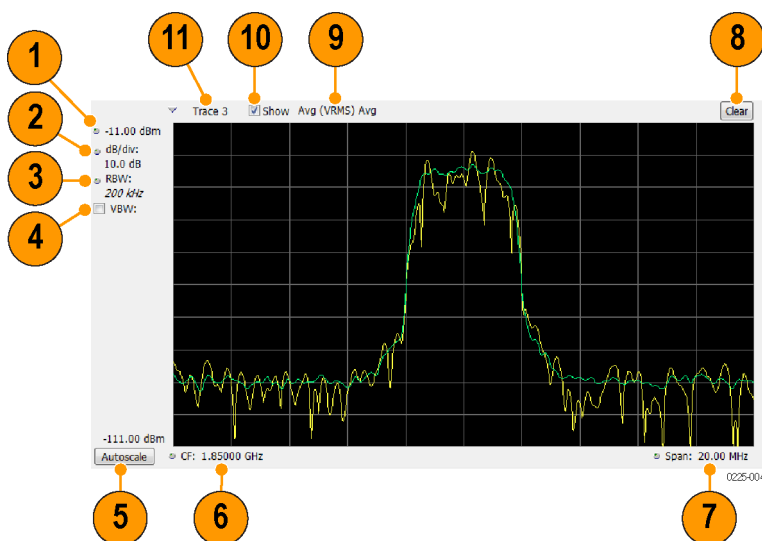 11 10 9 8
1
Trace 3 Show Avg (VRMS) Avg Clear
2
-11.00 dBm
dB/div:
10.0 dB
3
RBW:
200 kHz
4
VBW:
-111.00 dBm
Autoscale CF: 1.85000 GHz Span: 20.00 MHz
0225-004
5 6 7